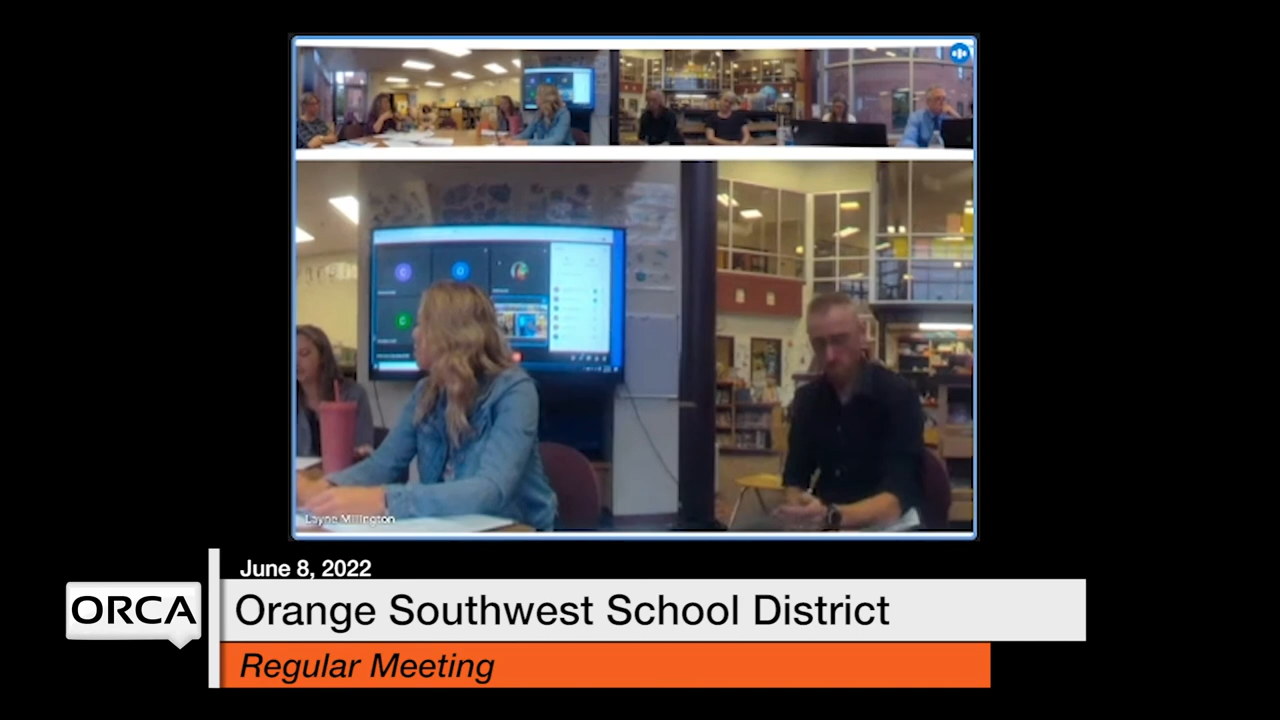 Layne Millington
June 8, 2022
ORCA
Orange Southwest School District
Regular Meeting